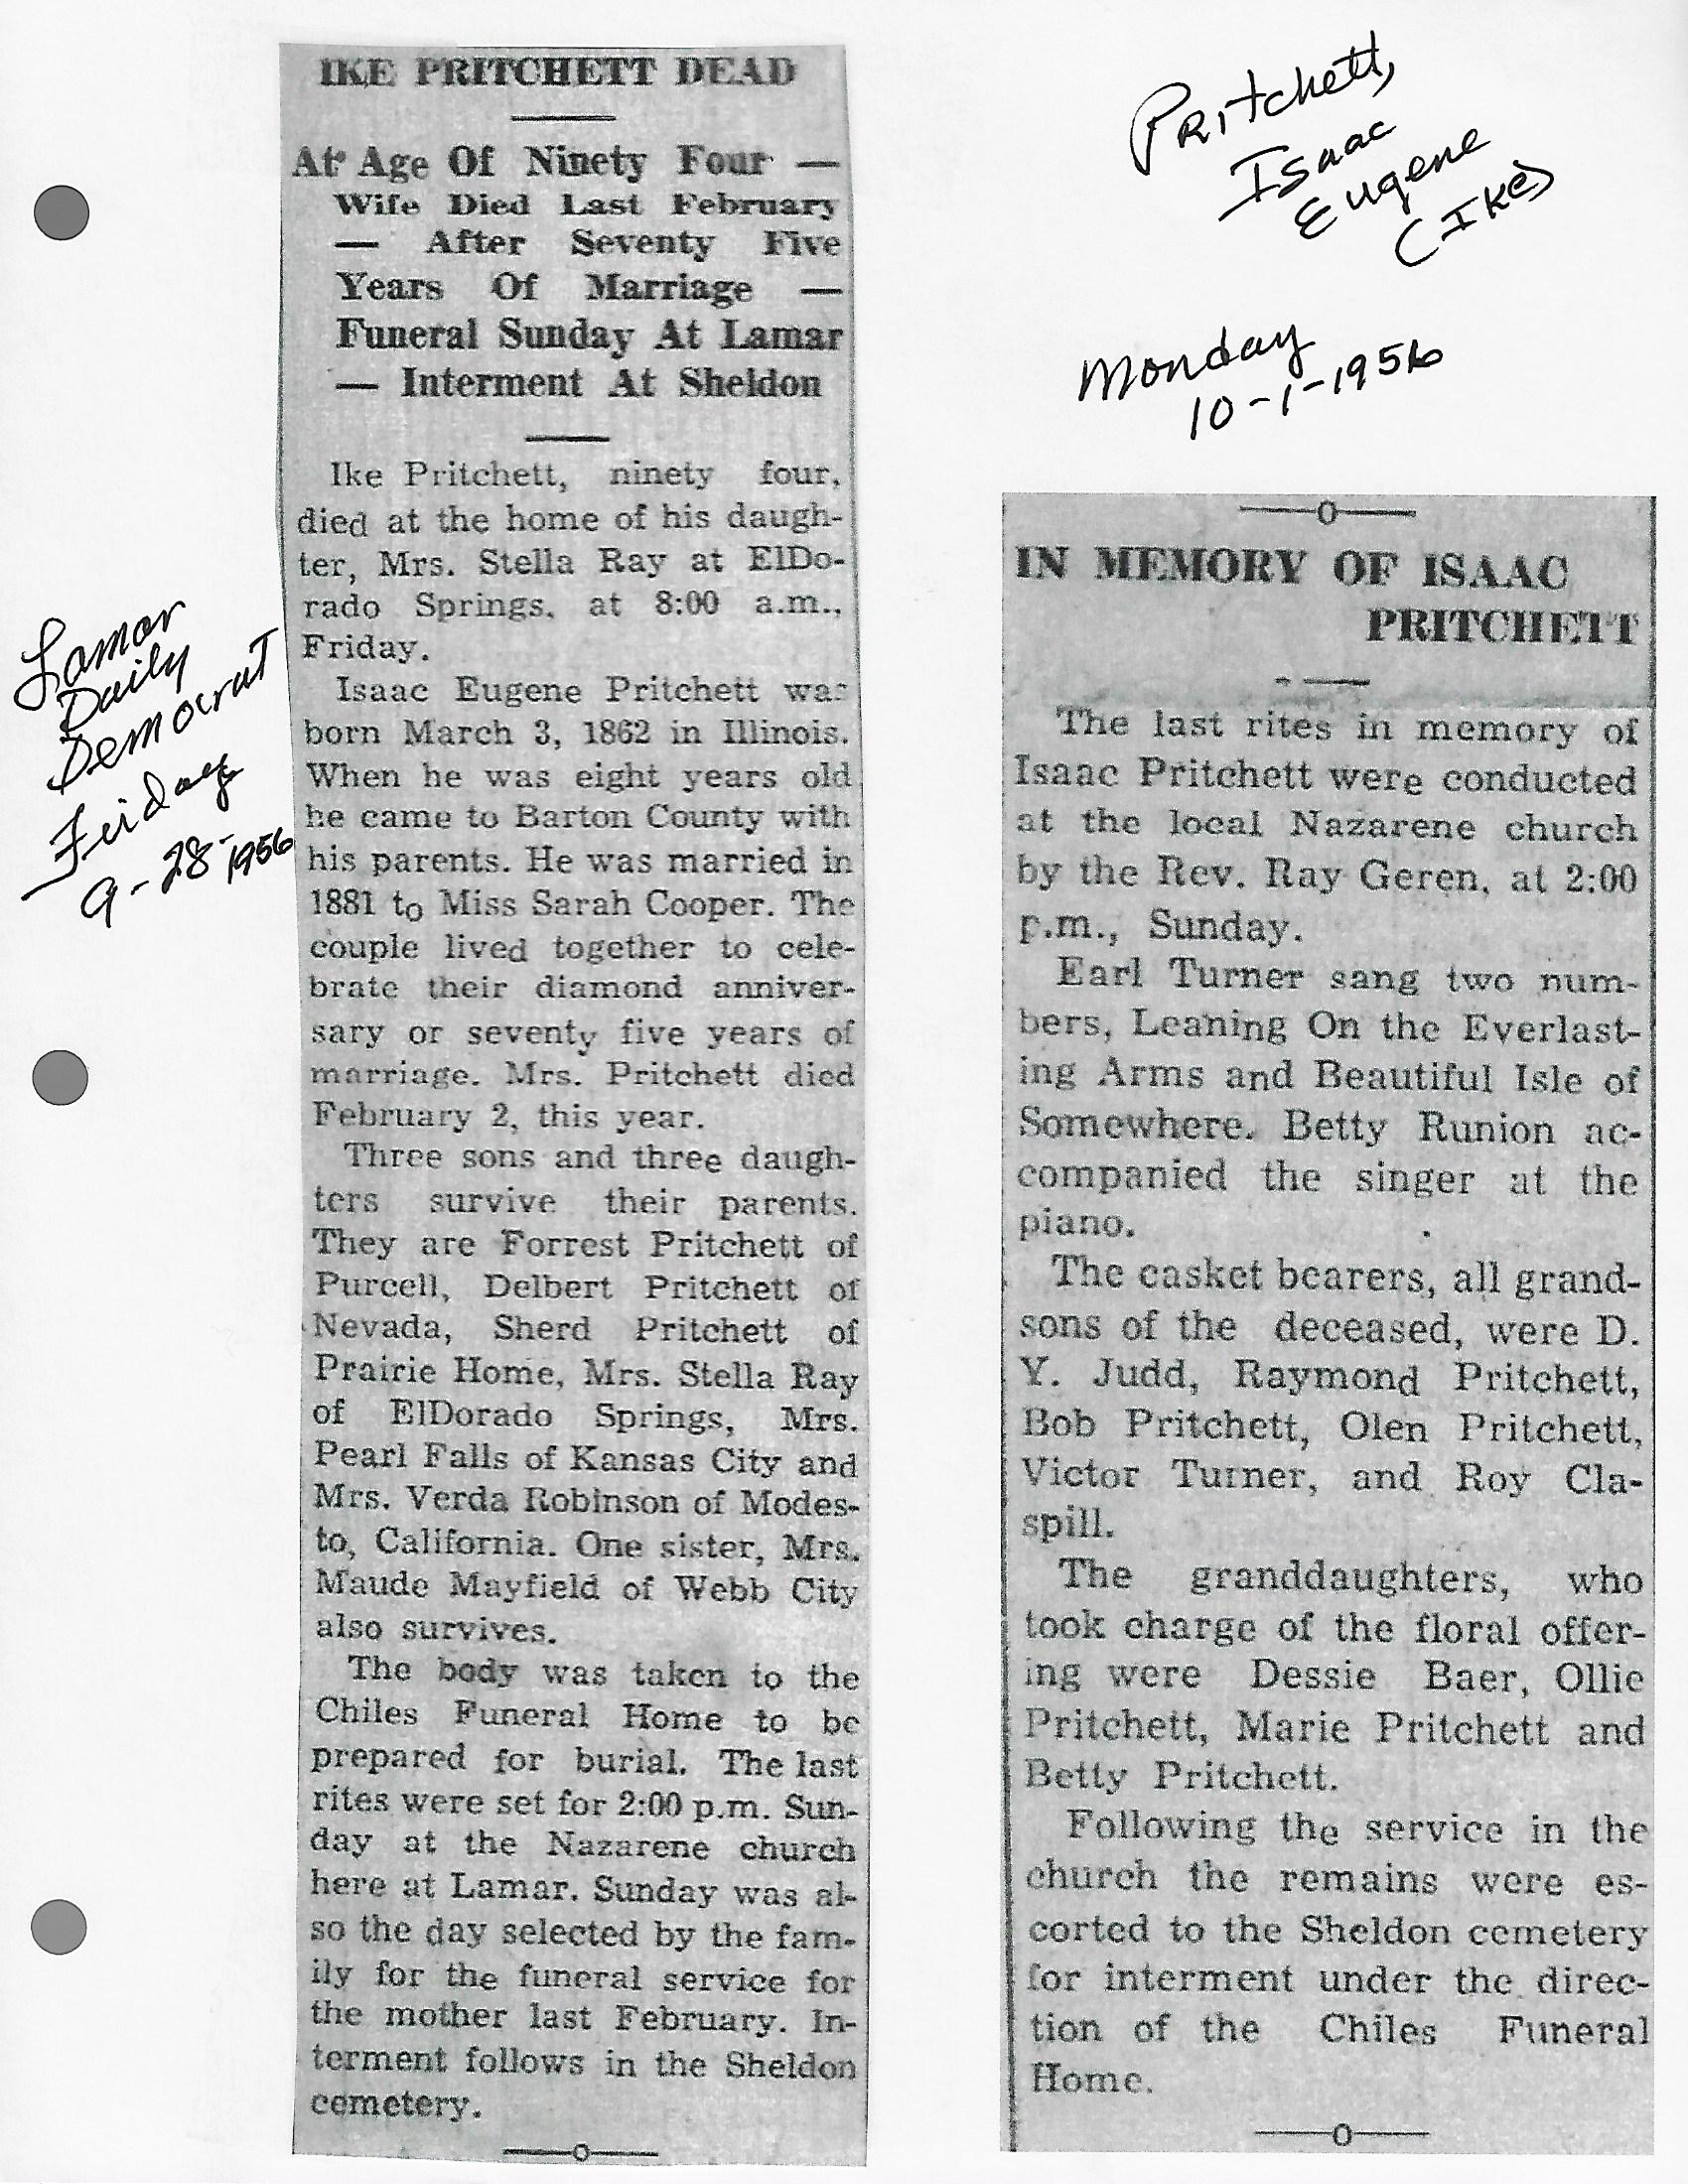 IKE PRITCHETT DEAD
At Age Of Ninety Four —
Wife Died Last February
— After Seventy Five
Years Of Marriage —
Funeral Sunday At Lamar
— Interment At Sheldon
Ike Pritchett, ninety four,
died at the home of his daugh-
ter, Mrs. Stella Ray at ElDo-
rado Springs, at 8:00 a.m.,
Friday.
Isaac Eugene Pritchett was
born March 3, 1862 in Illinois.
When he was eight years old
he came to Barton County with
his parents. He was married in
1881 to Miss Sarah Cooper. The
couple lived together to cele-
brate their diamond anniver-
sary or seventy five years of
marriage. Mrs. Pritchett died
February 2, this year.
Three sons and three daugh-
ters survive their parents.
They are Forrest Pritchett of
Purcell, Delbert Pritchett of
Nevada, Sherd Pritchett of
Prairie Home, Mrs. Stella Ray
of ElDorado Springs, Mrs.
Pearl Falls of Kansas City and
Mrs. Verda Robinson of Modes-
to, California. One sister, Mrs.
Maude Mayfield of Webb City
also survives.
The body was taken to the
Chiles Funeral Home to be
prepared for burial. The last
rites were set for 2:00 p.m. Sun-
day at the Nazarene church
here at Lamar. Sunday was al-
so the day selected by the fam-
ily for the funeral service for
the mother last February. In-
terment follows in the Sheldon
cemetery.
Lamar
Daily
Democrat
Friday
9-28-1956
Pritchett,
Isaac
Eugene
(Ike)
Monday
10-1-1956
IN MEMORY OF ISAAC
PRITCHETT
The last rites in memory of
Isaac Pritchett were conducted
at the local Nazarene church
by the Rev. Ray Geren, at 2:00
p.m., Sunday.
Earl Turner sang two num-
bers, Leaning On the Everlast-
ing Arms and Beautiful Isle of
Somewhere. Betty Runion ac-
companied the singer at the
piano.
The casket bearers, all grand-
sons of the deceased, were D.
Y. Judd, Raymond Pritchett,
Bob Pritchett, Olen Pritchett,
Victor Turner, and Roy Cla-
spill.
The granddaughters, who
took charge of the floral offer-
ing were Dessie Baer, Ollie
Pritchett, Marie Pritchett and
Betty Pritchett.
Following the service in the
church the remains were es-
corted to the Sheldon cemetery
for interment under the direc-
tion of the Chiles Funeral
Home.